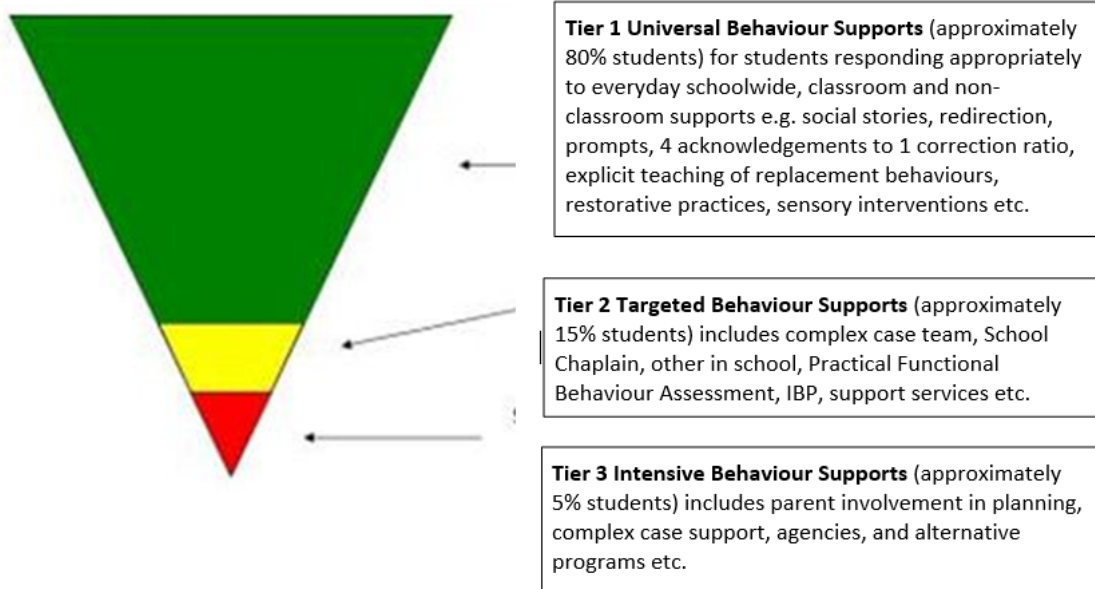 Tier 1 Universal Behaviour Supports (approximately
80% students) for students responding appropriately
to everyday schoolwide, classroom and non-
classroom supports e.g. social stories, redirection,
prompts, 4 acknowledgements to 1 correction ratio,
explicit teaching of replacement behaviours,
restorative practices, sensory interventions etc.
Tier 2 Targeted Behaviour Supports (approximately
15% students) includes complex case team, School
Chaplain, other in school, Practical Functional
Behaviour Assessment, IBP, support services etc.
Tier 3 Intensive Behaviour Supports (approximately
5% students) includes parent involvement in planning,
complex case support, agencies, and alternative
programs etc.